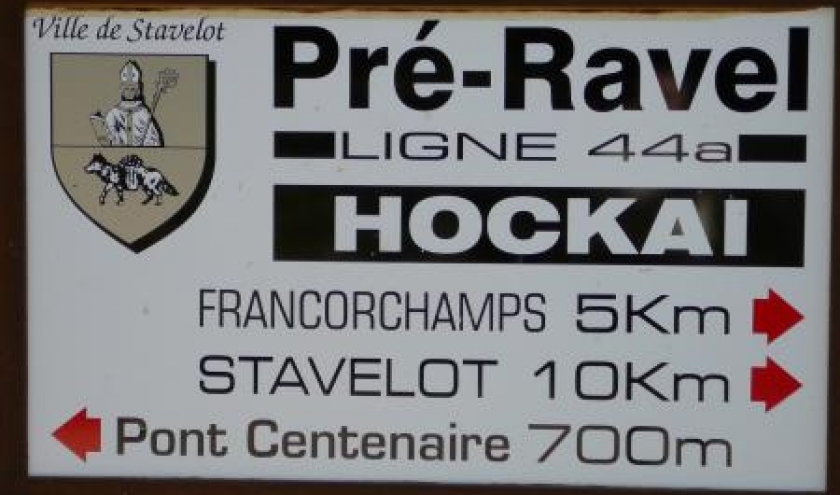 Ville de Stavelot
Pré-Ravel
LIGNE 44a
HOCKAI
FRANCORCHAMPS 5Km
STAVELOT 10Km
Pont Centenaire 700m